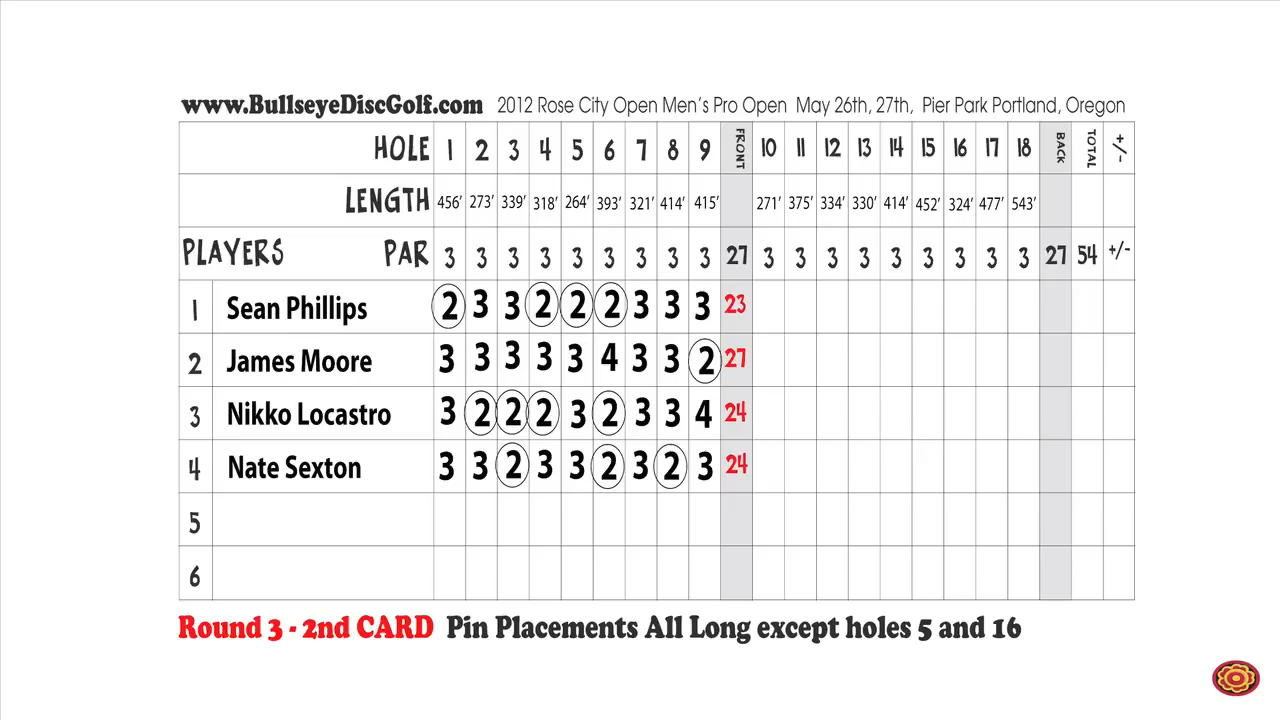 www.BullseyeDiscGolf.com 2012 Rose City Open Men's Pro Open May 26th, 27th, Pier Park Portland, Oregon
HOLE 1 2 3 4 5 6 7 8 9 FRONT 10 11 12 13 14 15 16 17 18 BACK TOTAL +/-
LENGTH 456' 273' 339' 318' 264' 393' 321' 414' 415' 271' 375' 334' 330' 414' 452' 324' 477' 543'
PLAYERS PAR 3 3 3 3 3 3 3 3 3 27 3 3 3 3 3 3 3 3 3 27 54 +/-
1 Sean Phillips 2 3 3 2 2 2 3 3 3 23
2 James Moore 3 3 3 3 3 4 3 3 2 27
3 Nikko Locastro 3 2 2 2 3 2 3 3 4 24
4 Nate Sexton 3 3 2 3 3 2 3 2 3 24
5
6
Round 3 - 2nd CARD Pin Placements All Long except holes 5 and 16